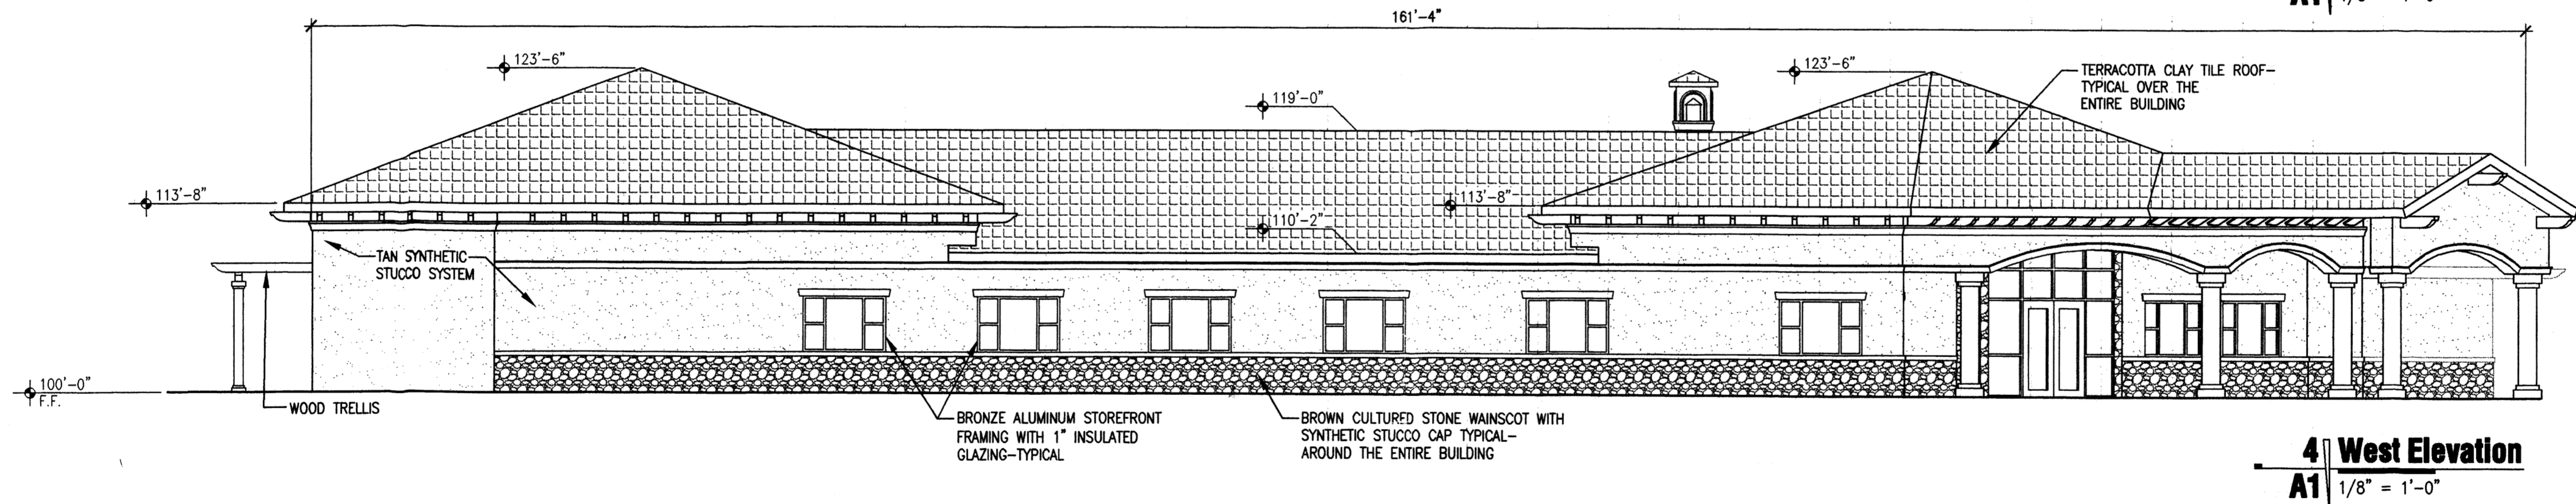 A1
161'-4"
123'-6"
123'-6"
TERRACOTTA CLAY TILE ROOF-
TYPICAL OVER THE
ENTIRE BUILDING
119'-0"
113'-8"
113'-8"
110'-2"
TAN SYNTHETIC
STUCCO SYSTEM
100'-0"
F.F.
WOOD TRELLIS
BRONZE ALUMINUM STOREFRONT
FRAMING WITH 1" INSULATED
GLAZING-TYPICAL
BROWN CULTURED STONE WAINSCOT WITH
SYNTHETIC STUCCO CAP TYPICAL-
AROUND THE ENTIRE BUILDING
4 West Elevation
A1 1/8" = 1'-0"